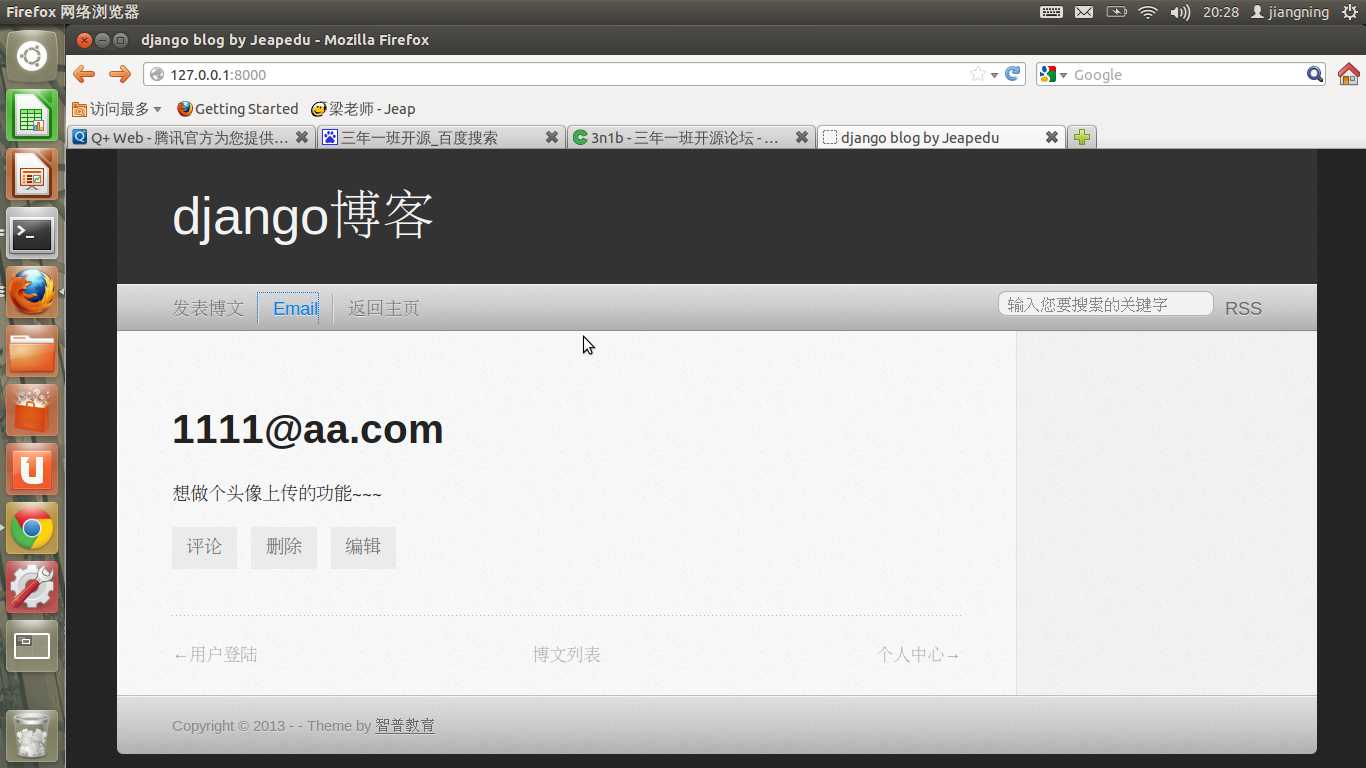 Firefox 网络浏览器
20:28 jiangning
django blog by Jeapedu - Mozilla Firefox
127.0.0.1:8000
Google
访问最多 Getting Started 梁老师 - Jeap
Q+ Web - 腾讯官方为您提供… 三年一班开源_百度搜索 3n1b - 三年一班开源论坛 - … django blog by Jeapedu
django博客
发表博文 Email 返回主页 输入您要搜索的关键字 RSS
1111@aa.com
想做个头像上传的功能~~~
评论 删除 编辑
←用户登陆 博文列表 个人中心→
Copyright © 2013 - - Theme by 智普教育